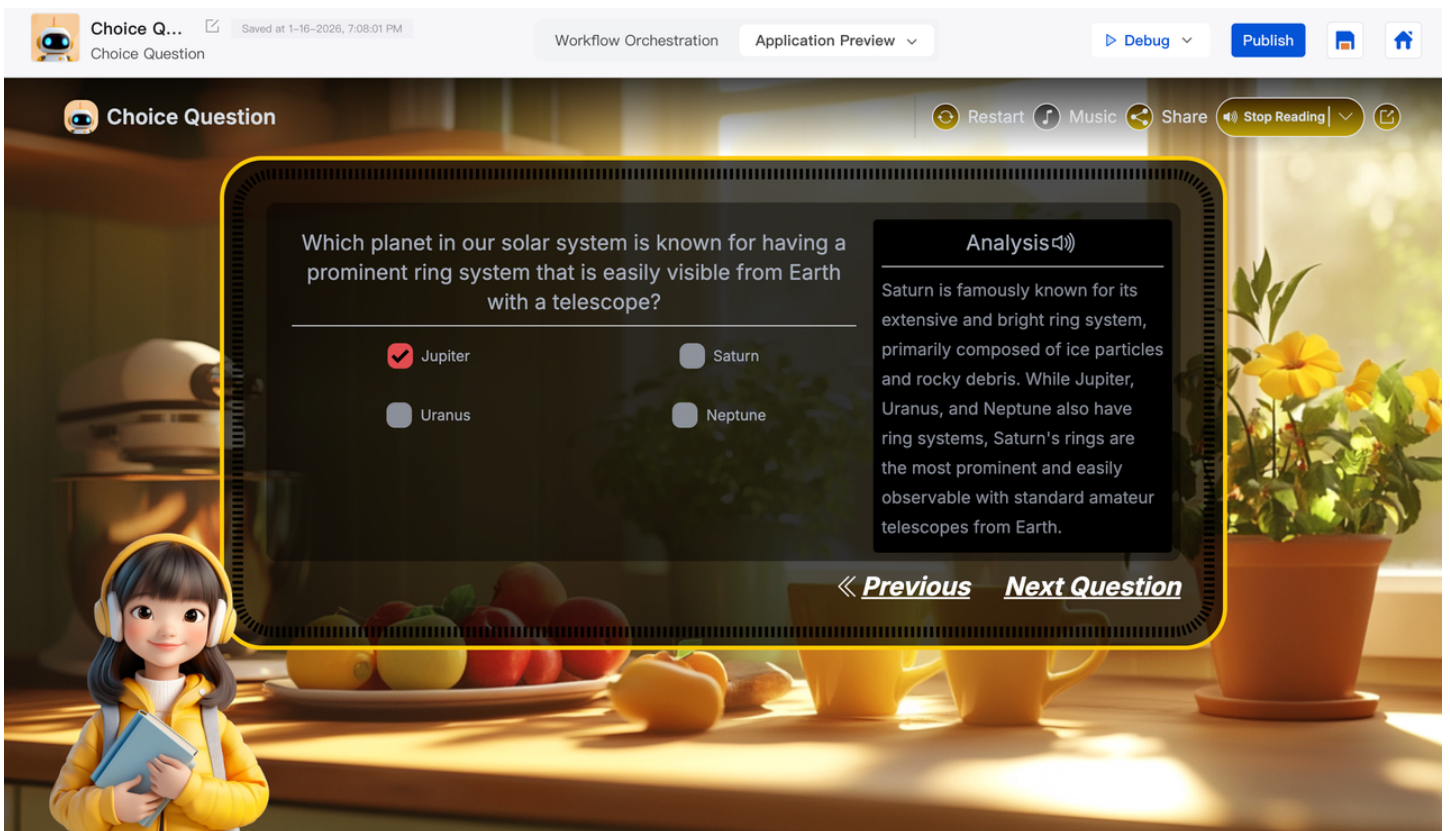 Choice Q...
Saved at 1-16-2026, 7:08:01 PM
Choice Question
Workflow Orchestration
Application Preview
Debug
Publish
Choice Question
Restart
Music
Share
Stop Reading
Which planet in our solar system is known for having a
prominent ring system that is easily visible from Earth
with a telescope?
Jupiter
Saturn
Uranus
Neptune
Analysis
Saturn is famously known for its
extensive and bright ring system,
primarily composed of ice particles
and rocky debris. While Jupiter,
Uranus, and Neptune also have
ring systems, Saturn's rings are
the most prominent and easily
observable with standard amateur
telescopes from Earth.
Previous
Next Question